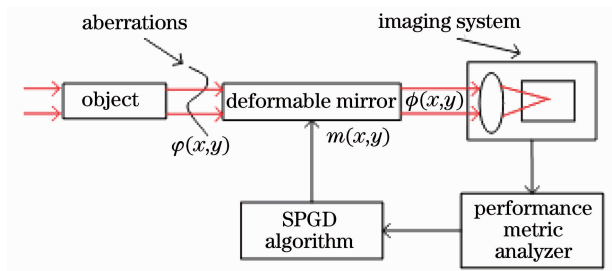 aberrations
imaging system
object
deformable mirror
ϕ(x,y)
φ(x,y)
m(x,y)
SPGD
algorithm
performance
metric
analyzer